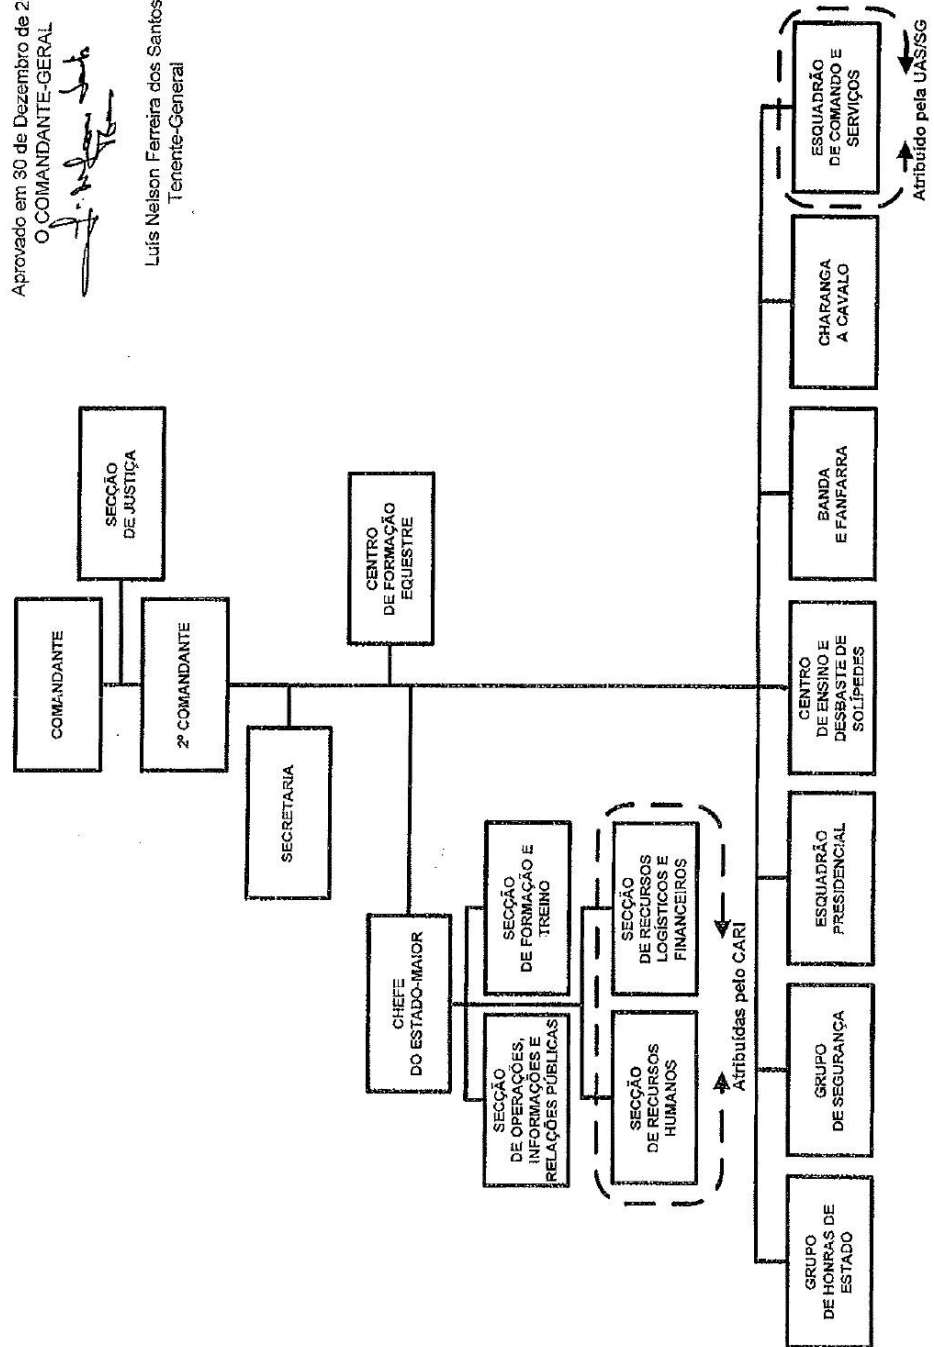 Aprovado em 30 de Dezembro de 2
O COMANDANTE-GERAL
Luís Nelson Ferreira dos Santos
Tenente-General
COMANDANTE
SECÇÃO
DE JUSTIÇA
2º COMANDANTE
SECRETARIA
CENTRO
DE FORMAÇÃO
EQUESTRE
CHEFE
DO ESTADO-MAIOR
SECÇÃO
DE OPERAÇÕES,
INFORMAÇÕES E
RELAÇÕES PÚBLICAS
SECÇÃO
DE FORMAÇÃO E
TREINO
SECÇÃO
DE RECURSOS
HUMANOS
SECÇÃO
DE RECURSOS
LOGÍSTICOS E
FINANCEIROS
Atribuídas pelo CARI
GRUPO
DE HONRAS DE
ESTADO
GRUPO
DE SEGURANÇA
ESQUADRÃO
PRESIDENCIAL
CENTRO
DE ENSINO E
DESBASTE DE
SOLÍPEDES
BANDA
E FANFARRA
CHARANGA
A CAVALO
ESQUADRÃO
DE COMANDO E
SERVIÇOS
Atribuído pela UAS/SG